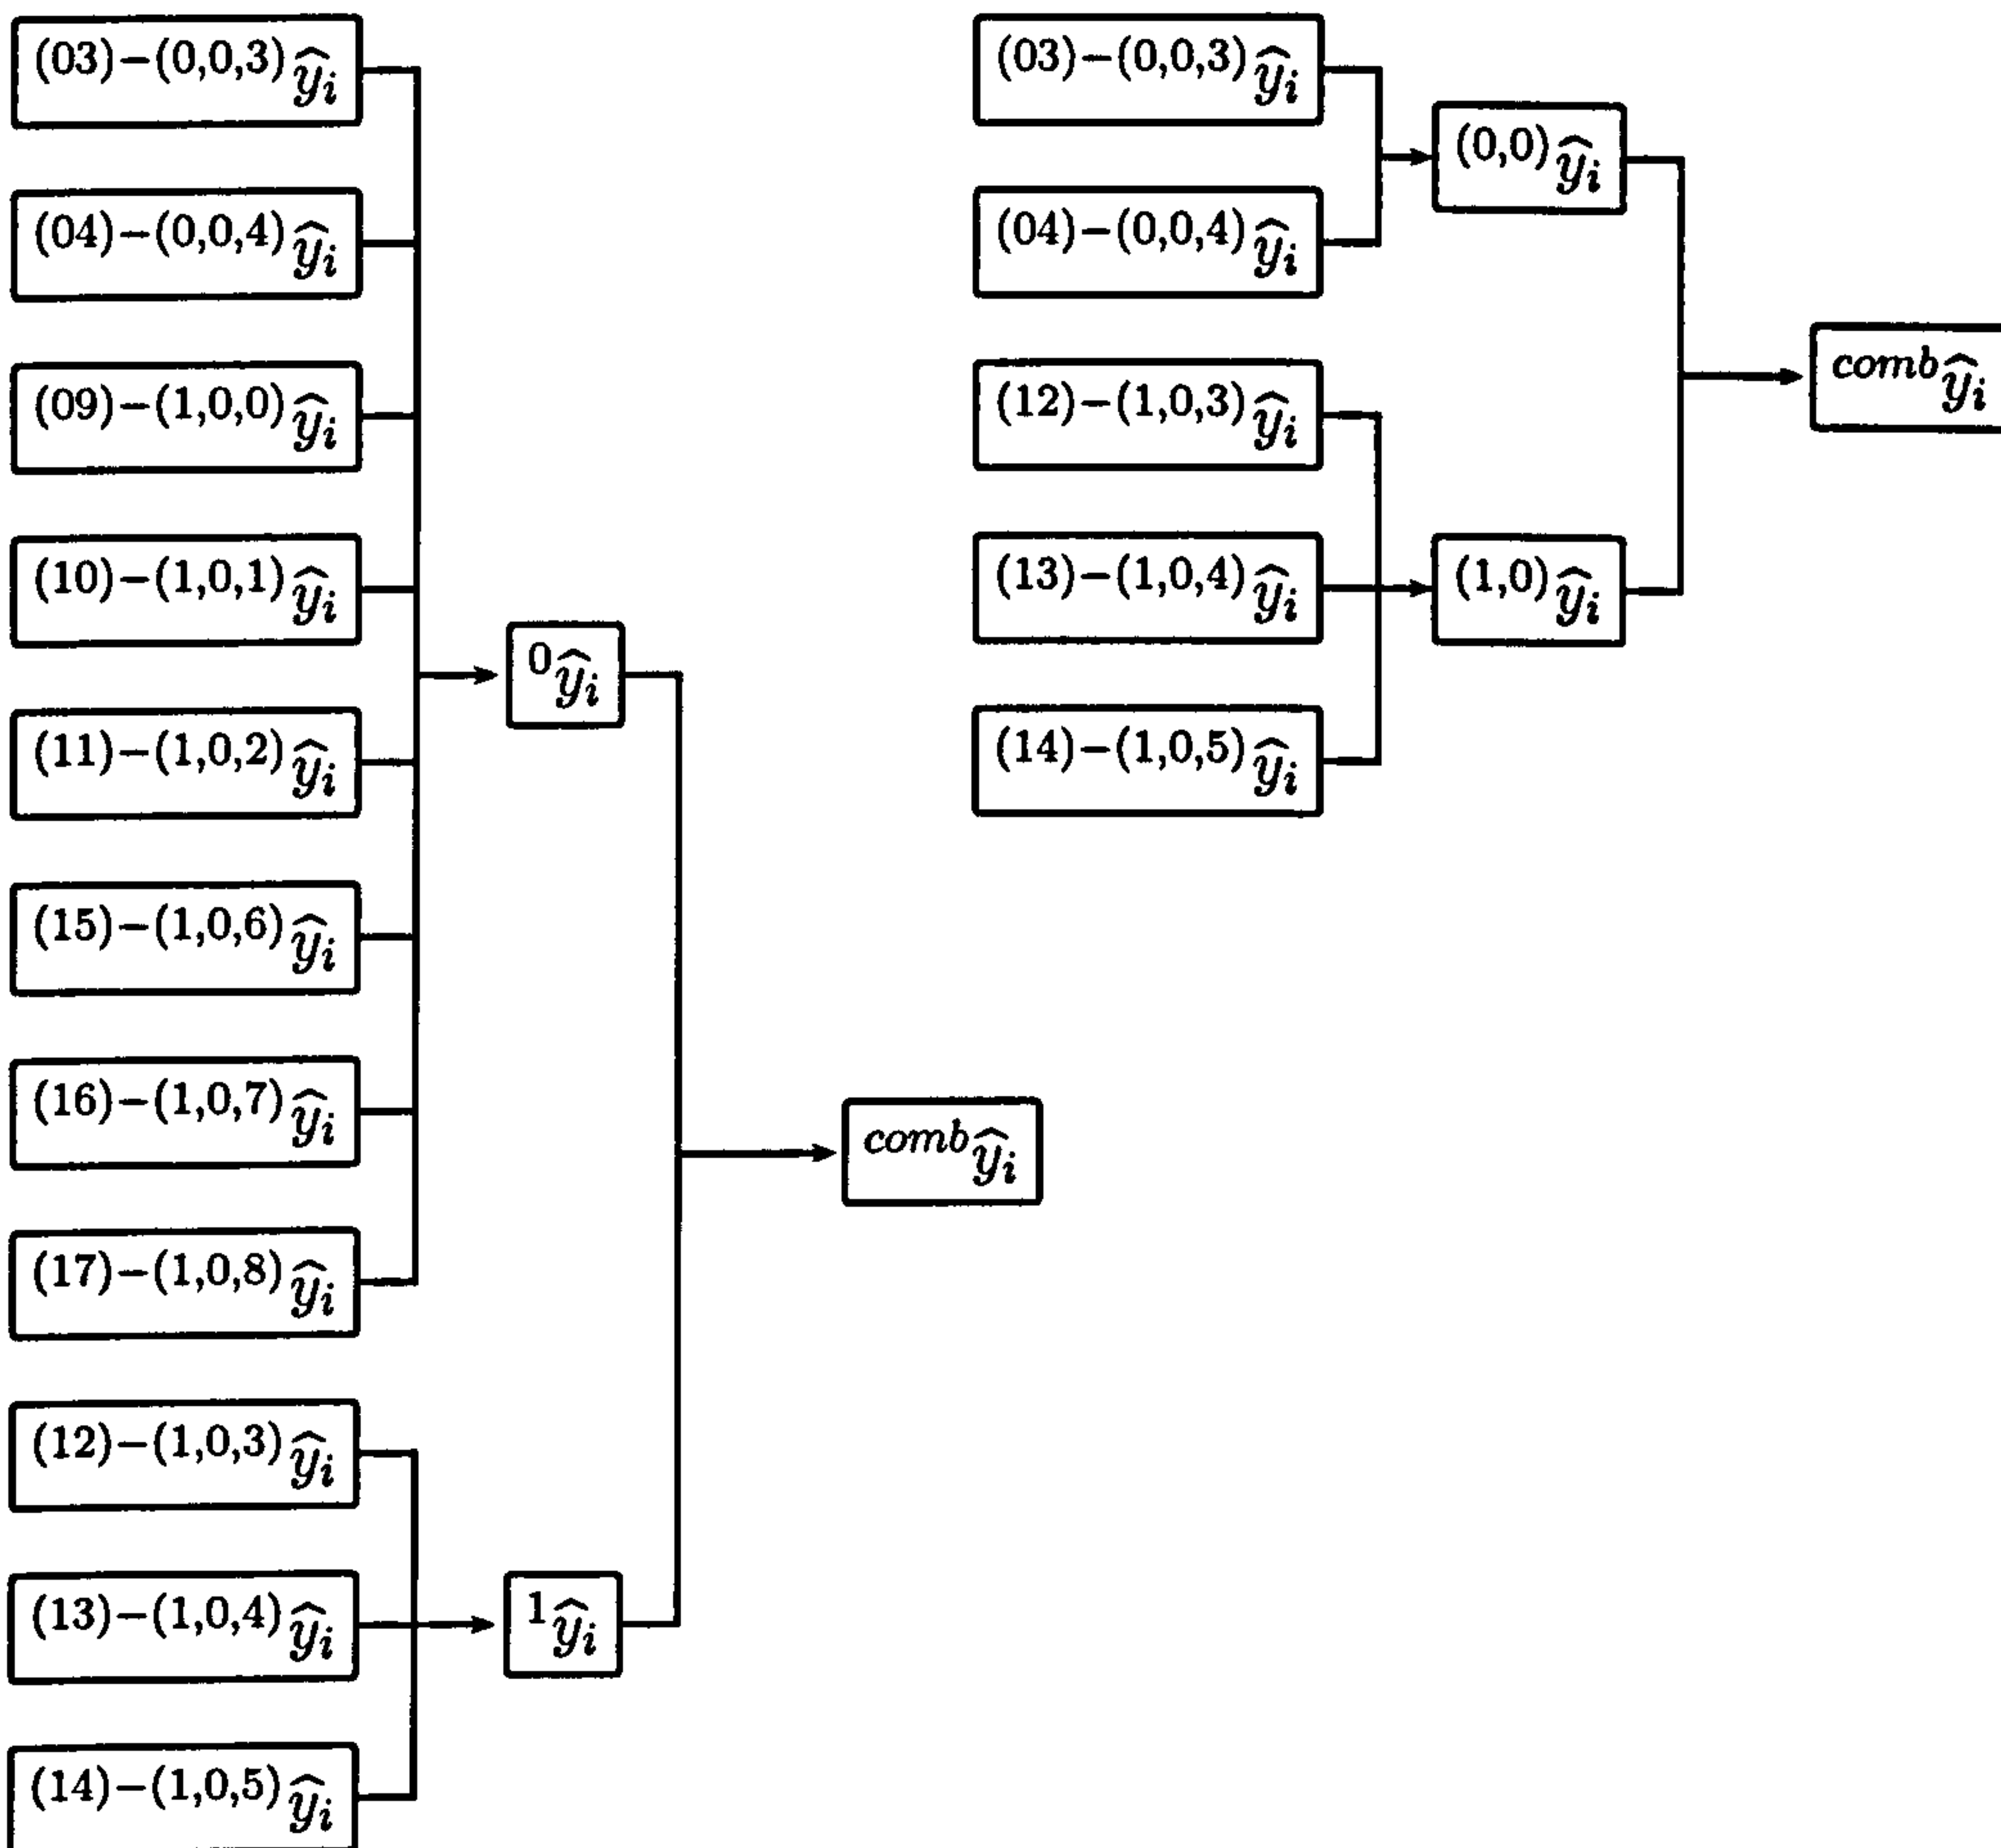 (03)−(0,0,3) ŷᵢ
(04)−(0,0,4) ŷᵢ
(09)−(1,0,0) ŷᵢ
(10)−(1,0,1) ŷᵢ
(11)−(1,0,2) ŷᵢ
(15)−(1,0,6) ŷᵢ
(16)−(1,0,7) ŷᵢ
(17)−(1,0,8) ŷᵢ
(12)−(1,0,3) ŷᵢ
(13)−(1,0,4) ŷᵢ
(14)−(1,0,5) ŷᵢ
0 ŷᵢ
1 ŷᵢ
comb ŷᵢ
(03)−(0,0,3) ŷᵢ
(04)−(0,0,4) ŷᵢ
(12)−(1,0,3) ŷᵢ
(13)−(1,0,4) ŷᵢ
(14)−(1,0,5) ŷᵢ
(0,0) ŷᵢ
(1,0) ŷᵢ
comb ŷᵢ